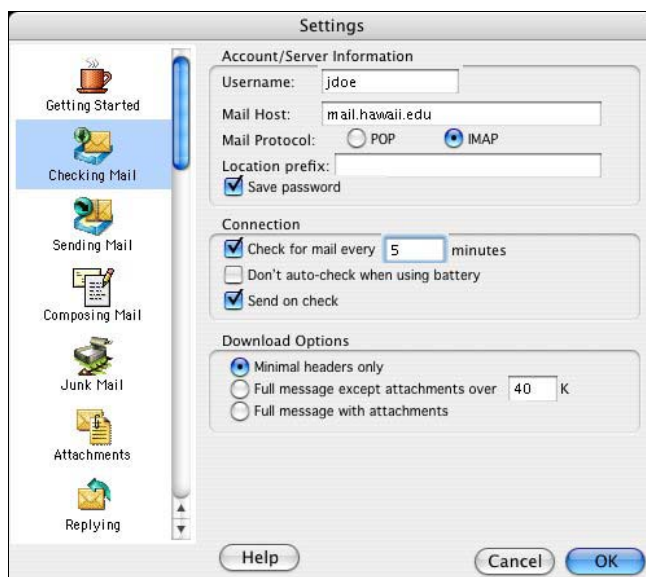 Settings
Getting Started
Checking Mail
Sending Mail
Composing Mail
Junk Mail
Attachments
Replying
Account/Server Information
Username: jdoe
Mail Host: mail.hawaii.edu
Mail Protocol: POP IMAP
Location prefix:
Save password
Connection
Check for mail every 5 minutes
Don't auto-check when using battery
Send on check
Download Options
Minimal headers only
Full message except attachments over 40 K
Full message with attachments
Help Cancel OK